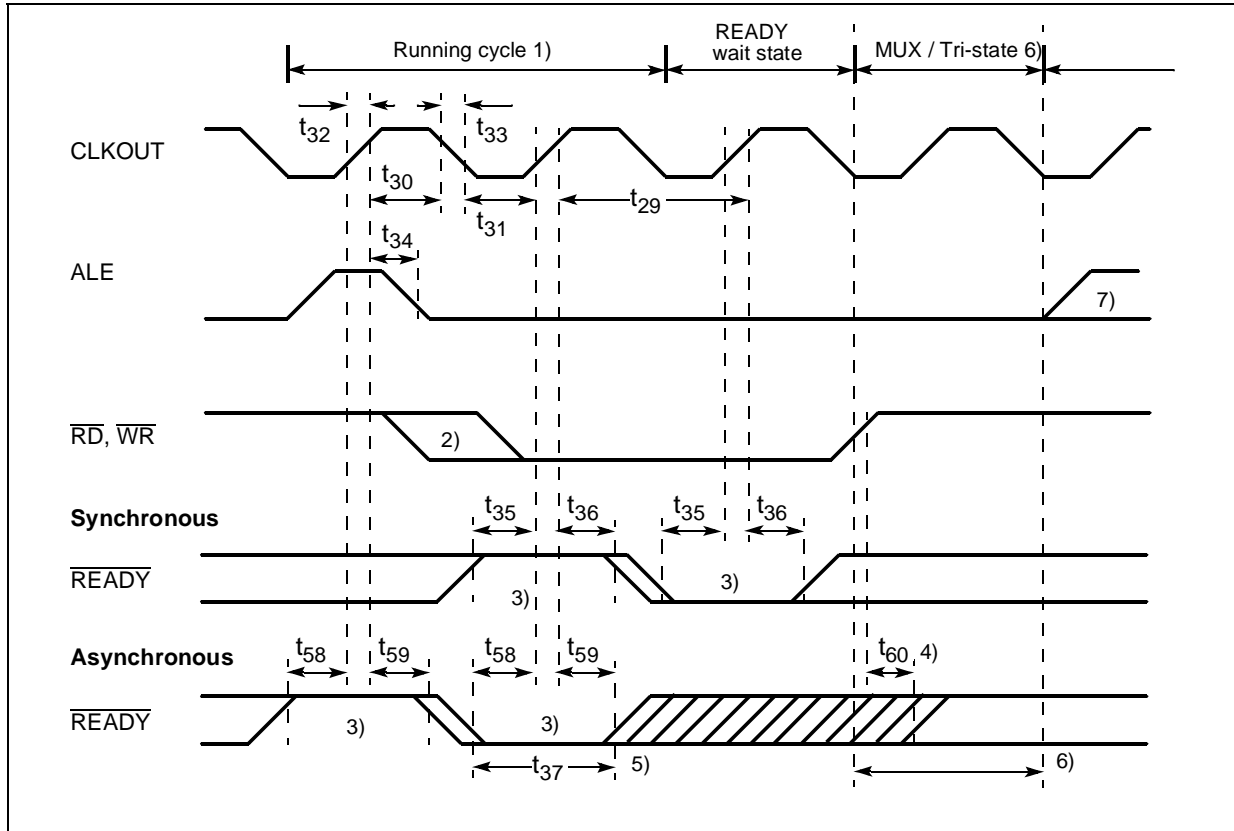 Running cycle 1)
READY
wait state
MUX / Tri-state 6)
CLKOUT
t32
t33
t30
t31
t29
t34
ALE
7)
RD, WR
2)
Synchronous
t35
t36
t35
t36
READY
3)
3)
Asynchronous
t58
t59
t58
t59
t60
4)
READY
3)
3)
t37
5)
6)